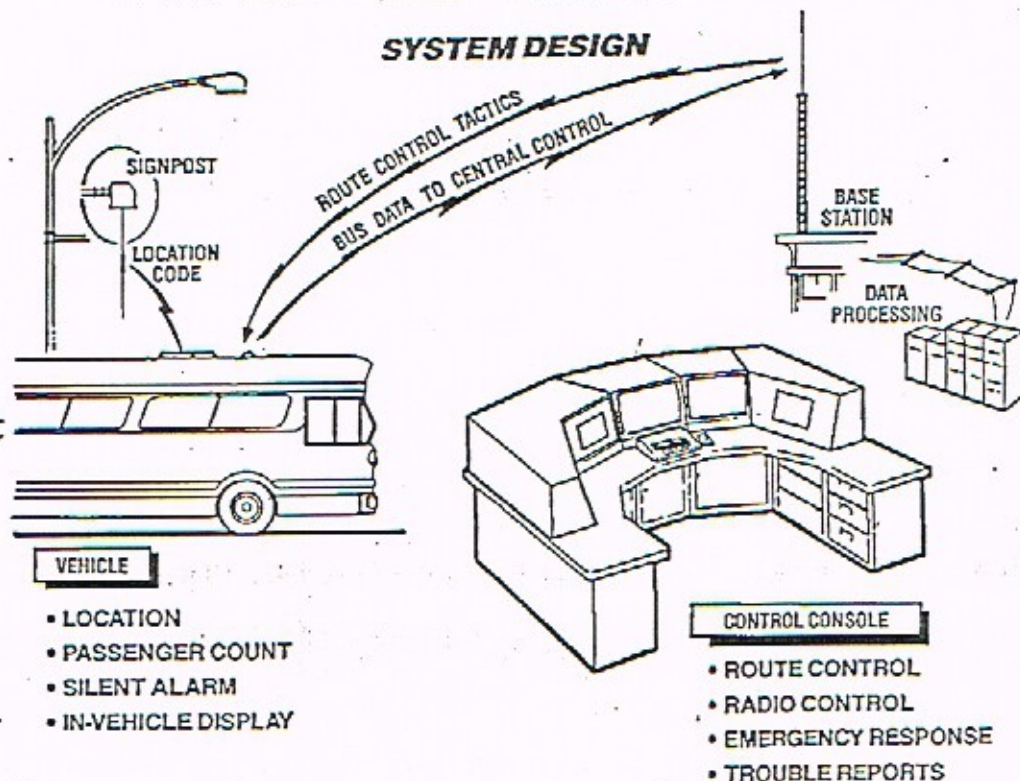 SYSTEM DESIGN
SIGNPOST
LOCATION
CODE
ROUTE CONTROL TACTICS
BUS DATA TO CENTRAL CONTROL
BASE
STATION
DATA
PROCESSING
VEHICLE
• LOCATION
• PASSENGER COUNT
• SILENT ALARM
• IN-VEHICLE DISPLAY
CONTROL CONSOLE
• ROUTE CONTROL
• RADIO CONTROL
• EMERGENCY RESPONSE
• TROUBLE REPORTS